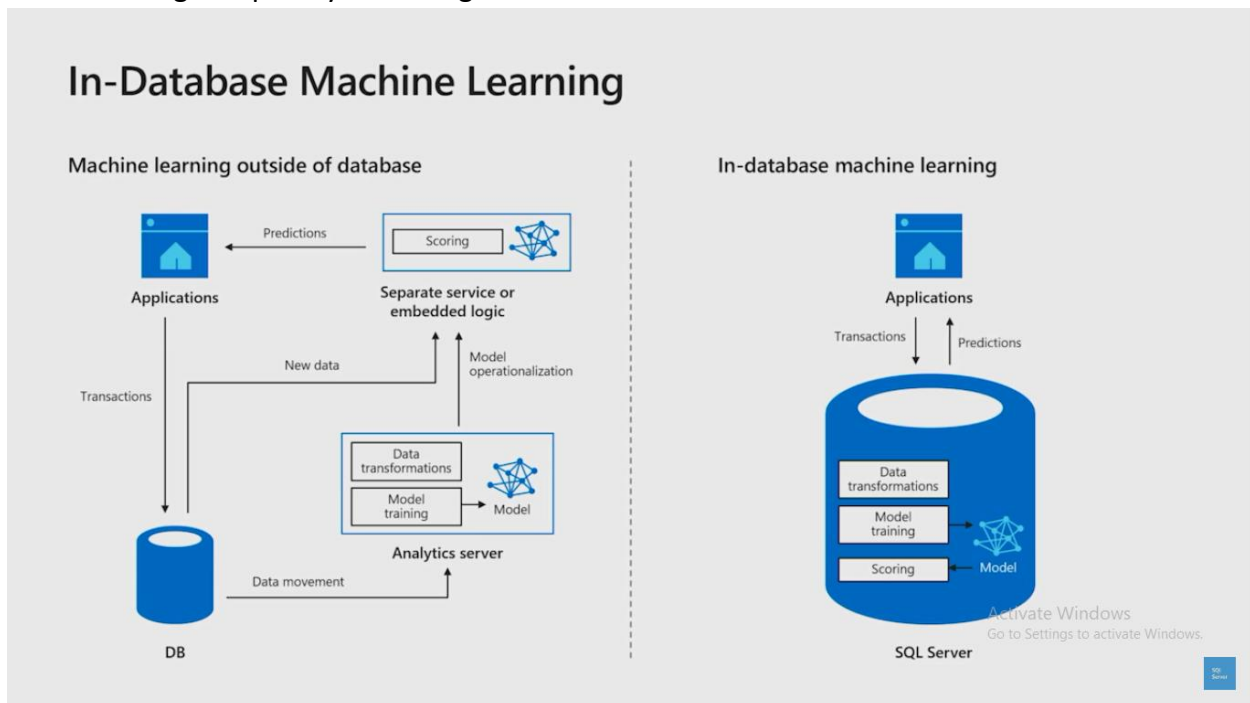 In-Database Machine Learning
Machine learning outside of database
Predictions
Scoring
Applications
Separate service or
embedded logic
New data
Model
operationalization
Transactions
Data
transformations
Model
training
Model
Analytics server
Data movement
DB
In-database machine learning
Applications
Transactions
Predictions
Data
transformations
Model
training
Scoring
Model
SQL Server
Activate Windows
Go to Settings to activate Windows.
SQL
Server